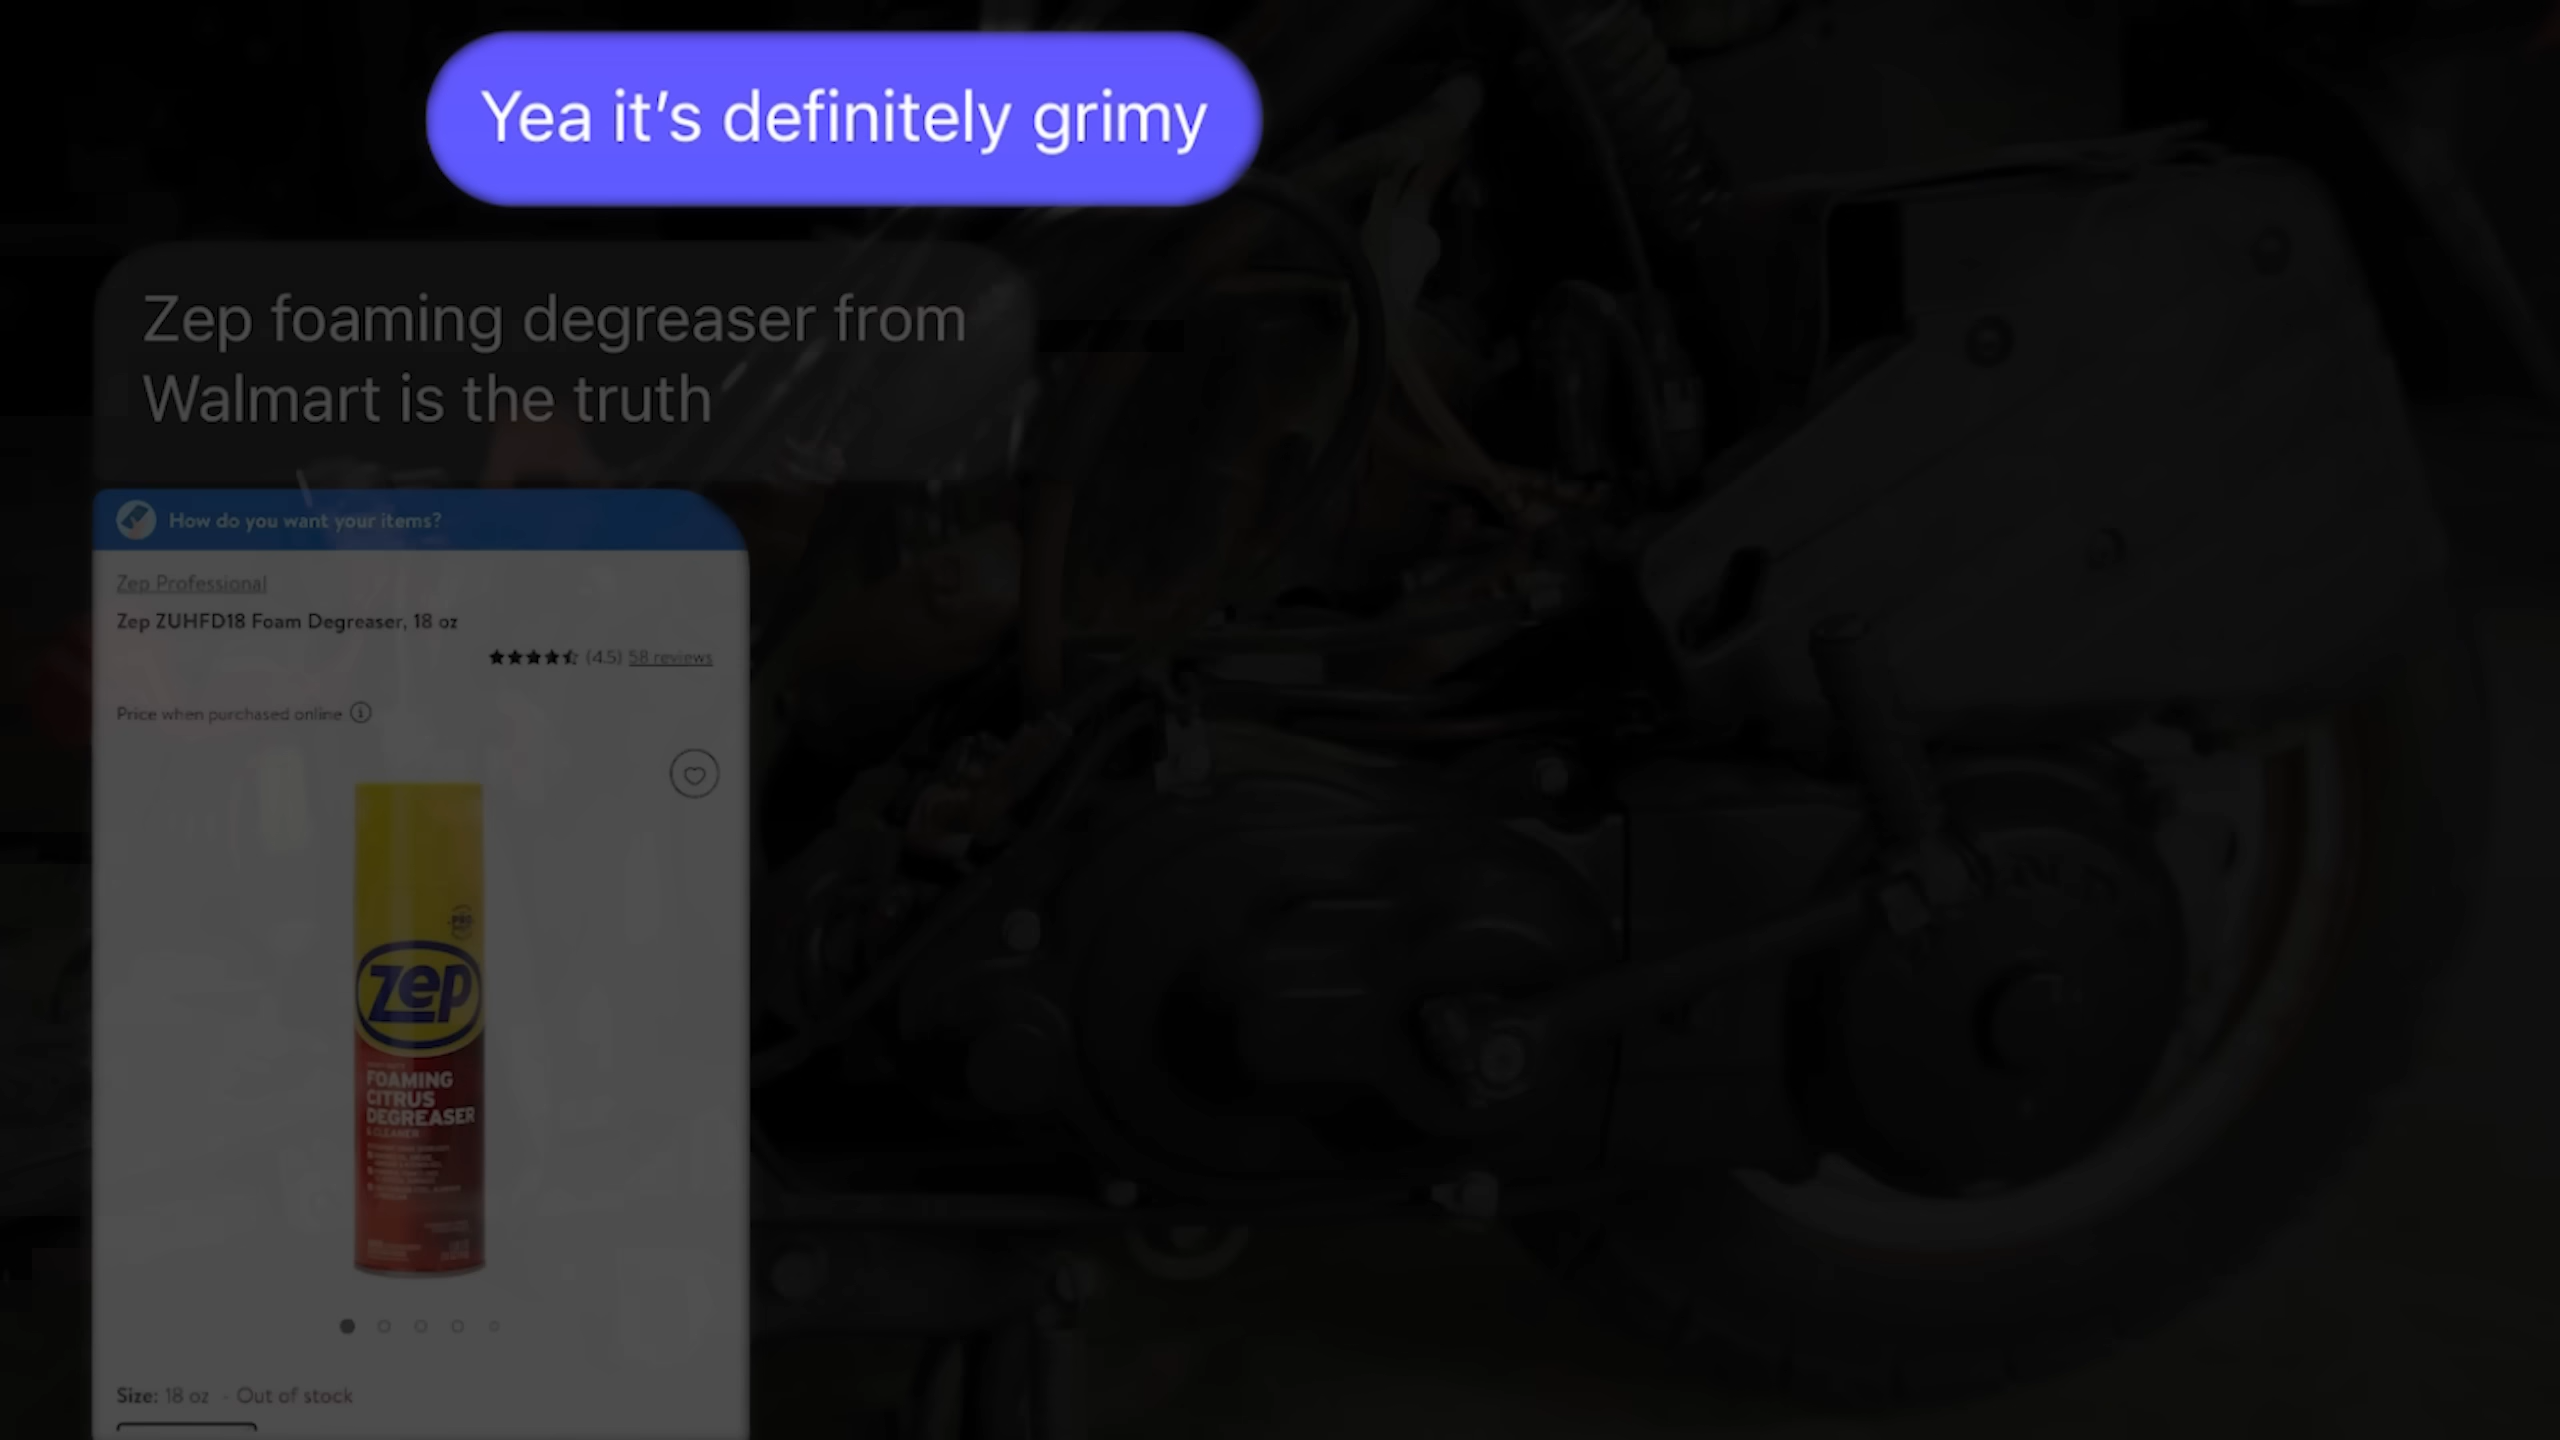 Yea it’s definitely grimy
Zep foaming degreaser from
Walmart is the truth
How do you want your items?
Zep Professional
Zep ZUHFD18 Foam Degreaser, 18 oz
(4.5) 58 reviews
Price when purchased online
PRO
Zep
FOAMING
CITRUS
DEGREASER
& CLEANER
Size: 18 oz - Out of stock